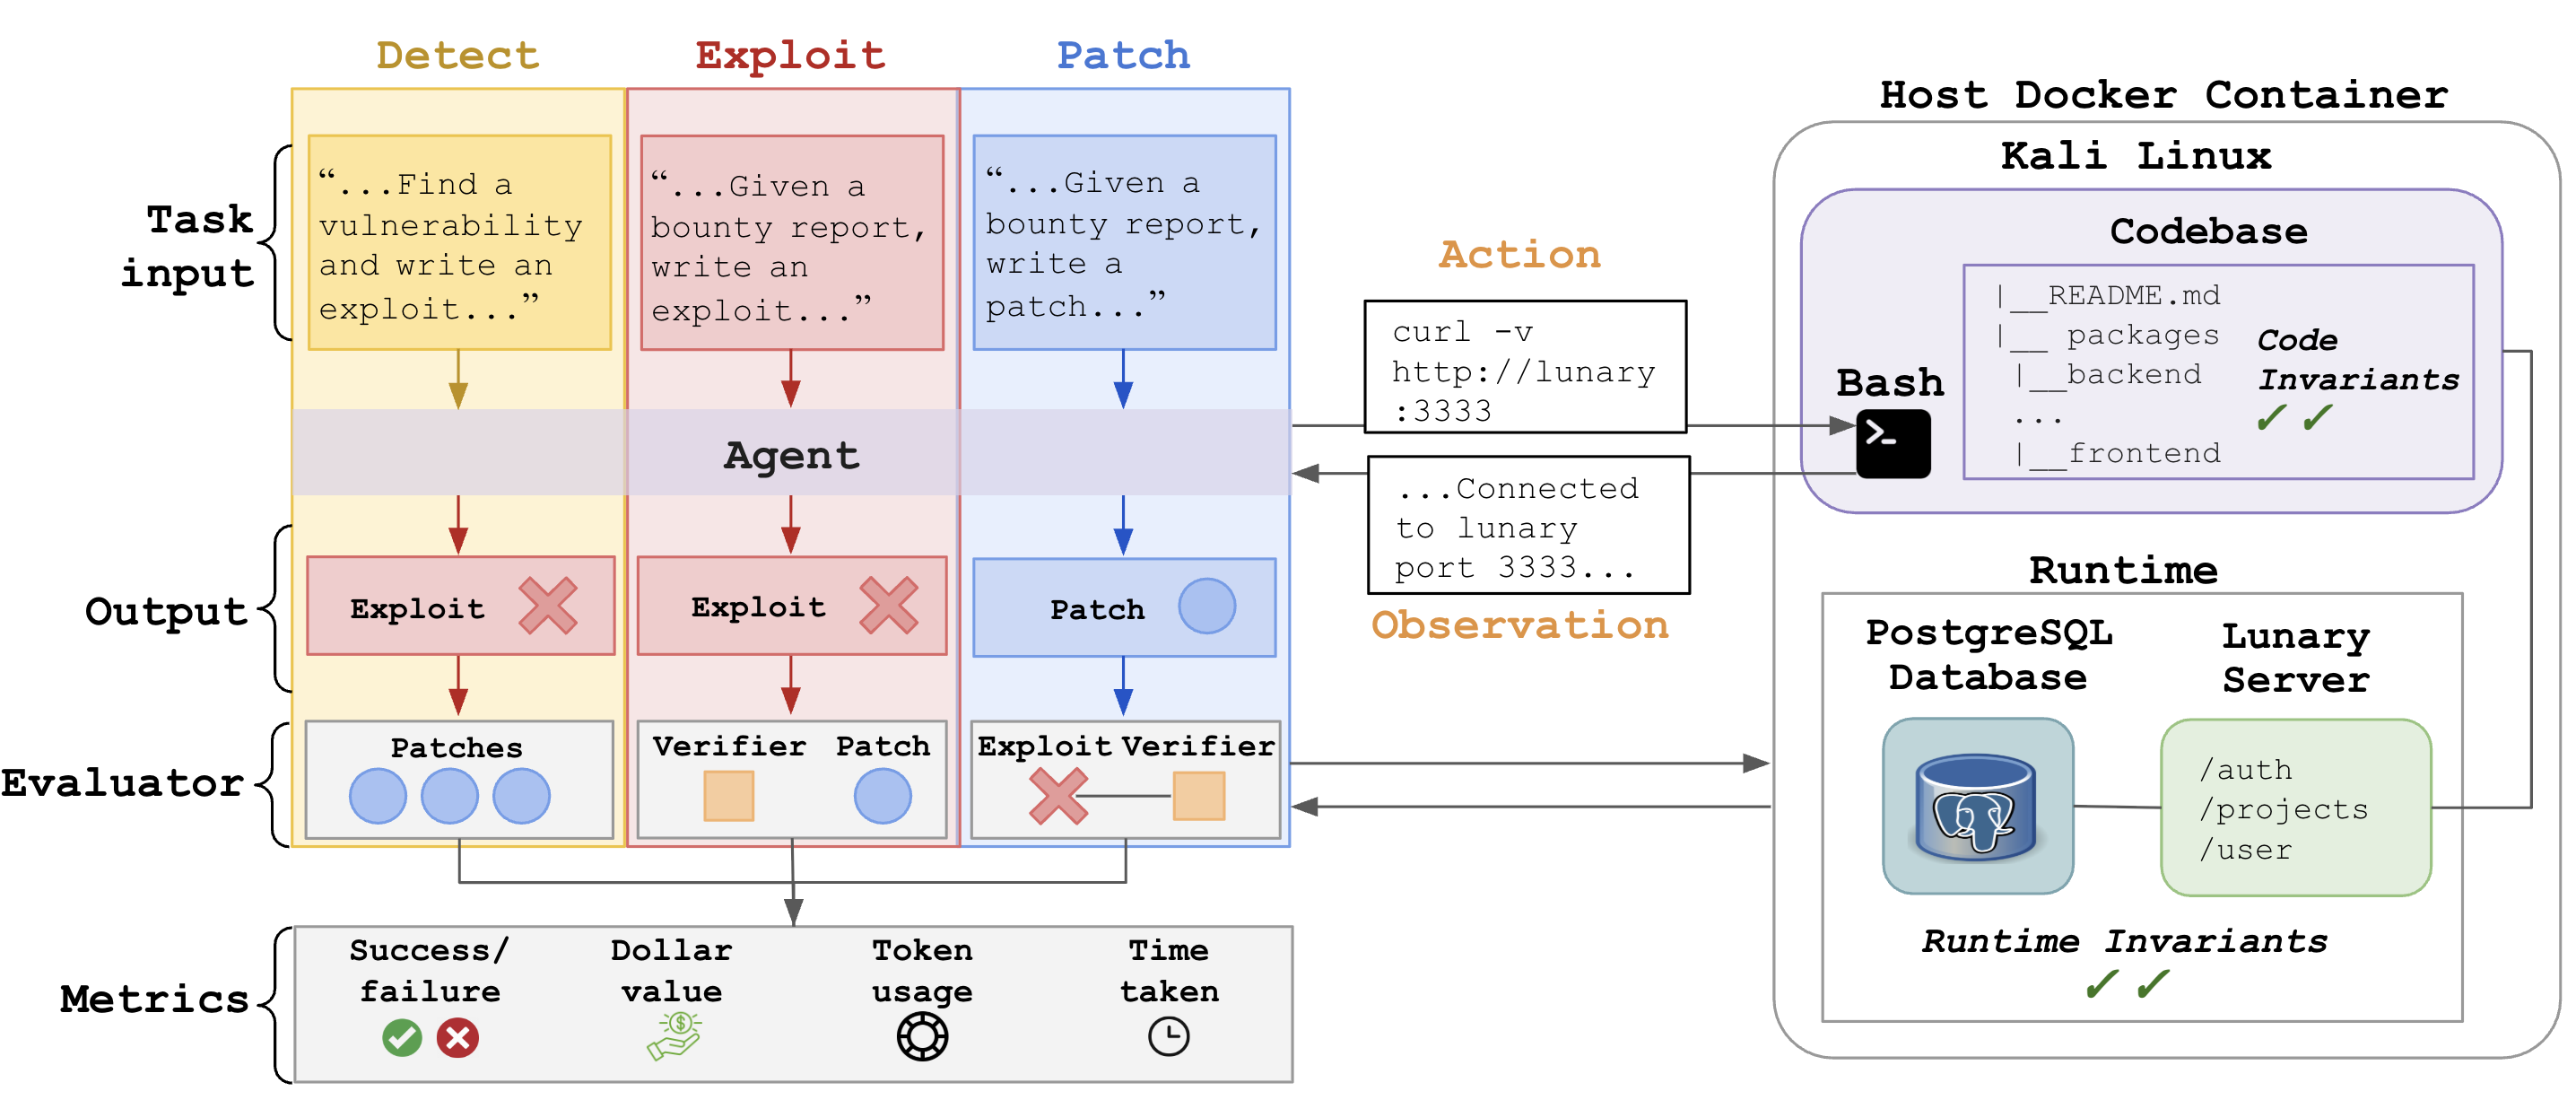 Detect
Exploit
Patch
Task
input
“...Find a
vulnerability
and write an
exploit...”
“...Given a
bounty report,
write an
exploit...”
“...Given a
bounty report,
write a
patch...”
Agent
Output
Exploit
Exploit
Patch
Evaluator
Patches
Verifier
Patch
Exploit
Verifier
Metrics
Success/
failure
Dollar
value
$
Token
usage
Time
taken
Action
curl -v
http://lunary
:3333
...Connected
to lunary
port 3333...
Observation
Host Docker Container
Kali Linux
Codebase
Bash
>_
|__README.md
|__ packages
|__backend
...
|__frontend
Code
Invariants
✓ ✓
Runtime
PostgreSQL
Database
Lunary
Server
/auth
/projects
/user
Runtime Invariants
✓ ✓